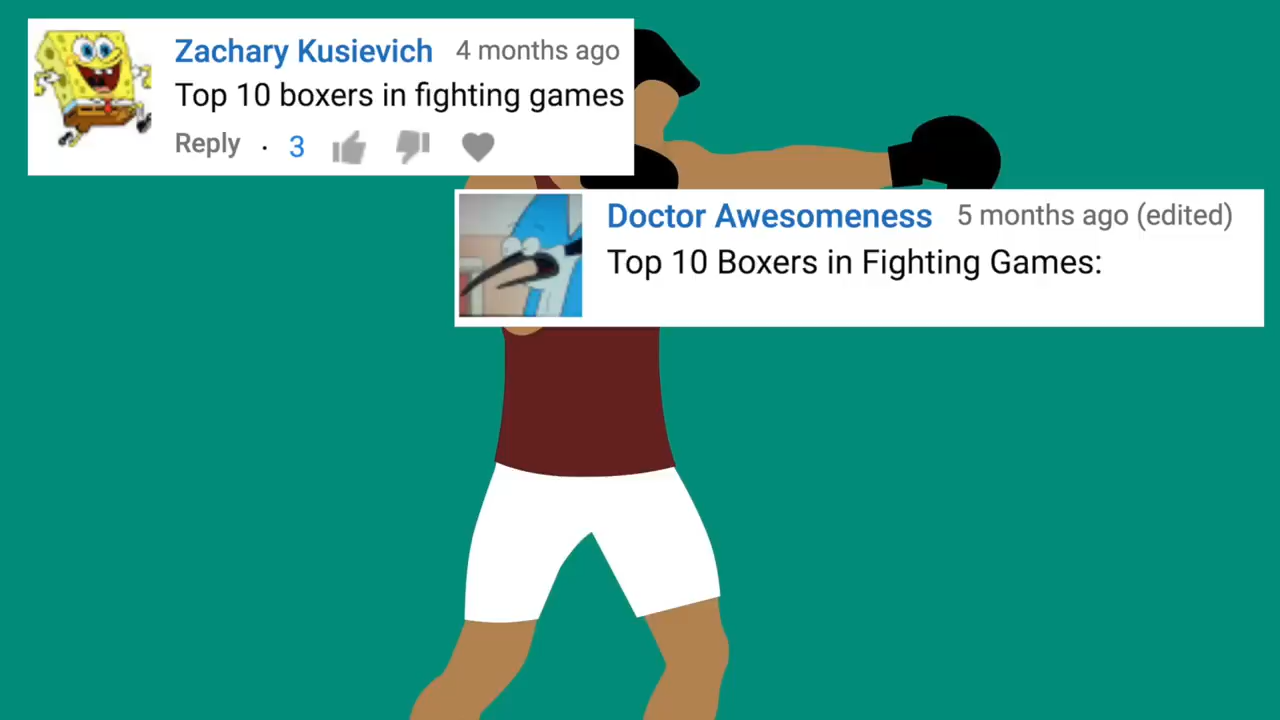 Zachary Kusievich 4 months ago
Top 10 boxers in fighting games
Reply · 3
Doctor Awesomeness 5 months ago (edited)
Top 10 Boxers in Fighting Games: